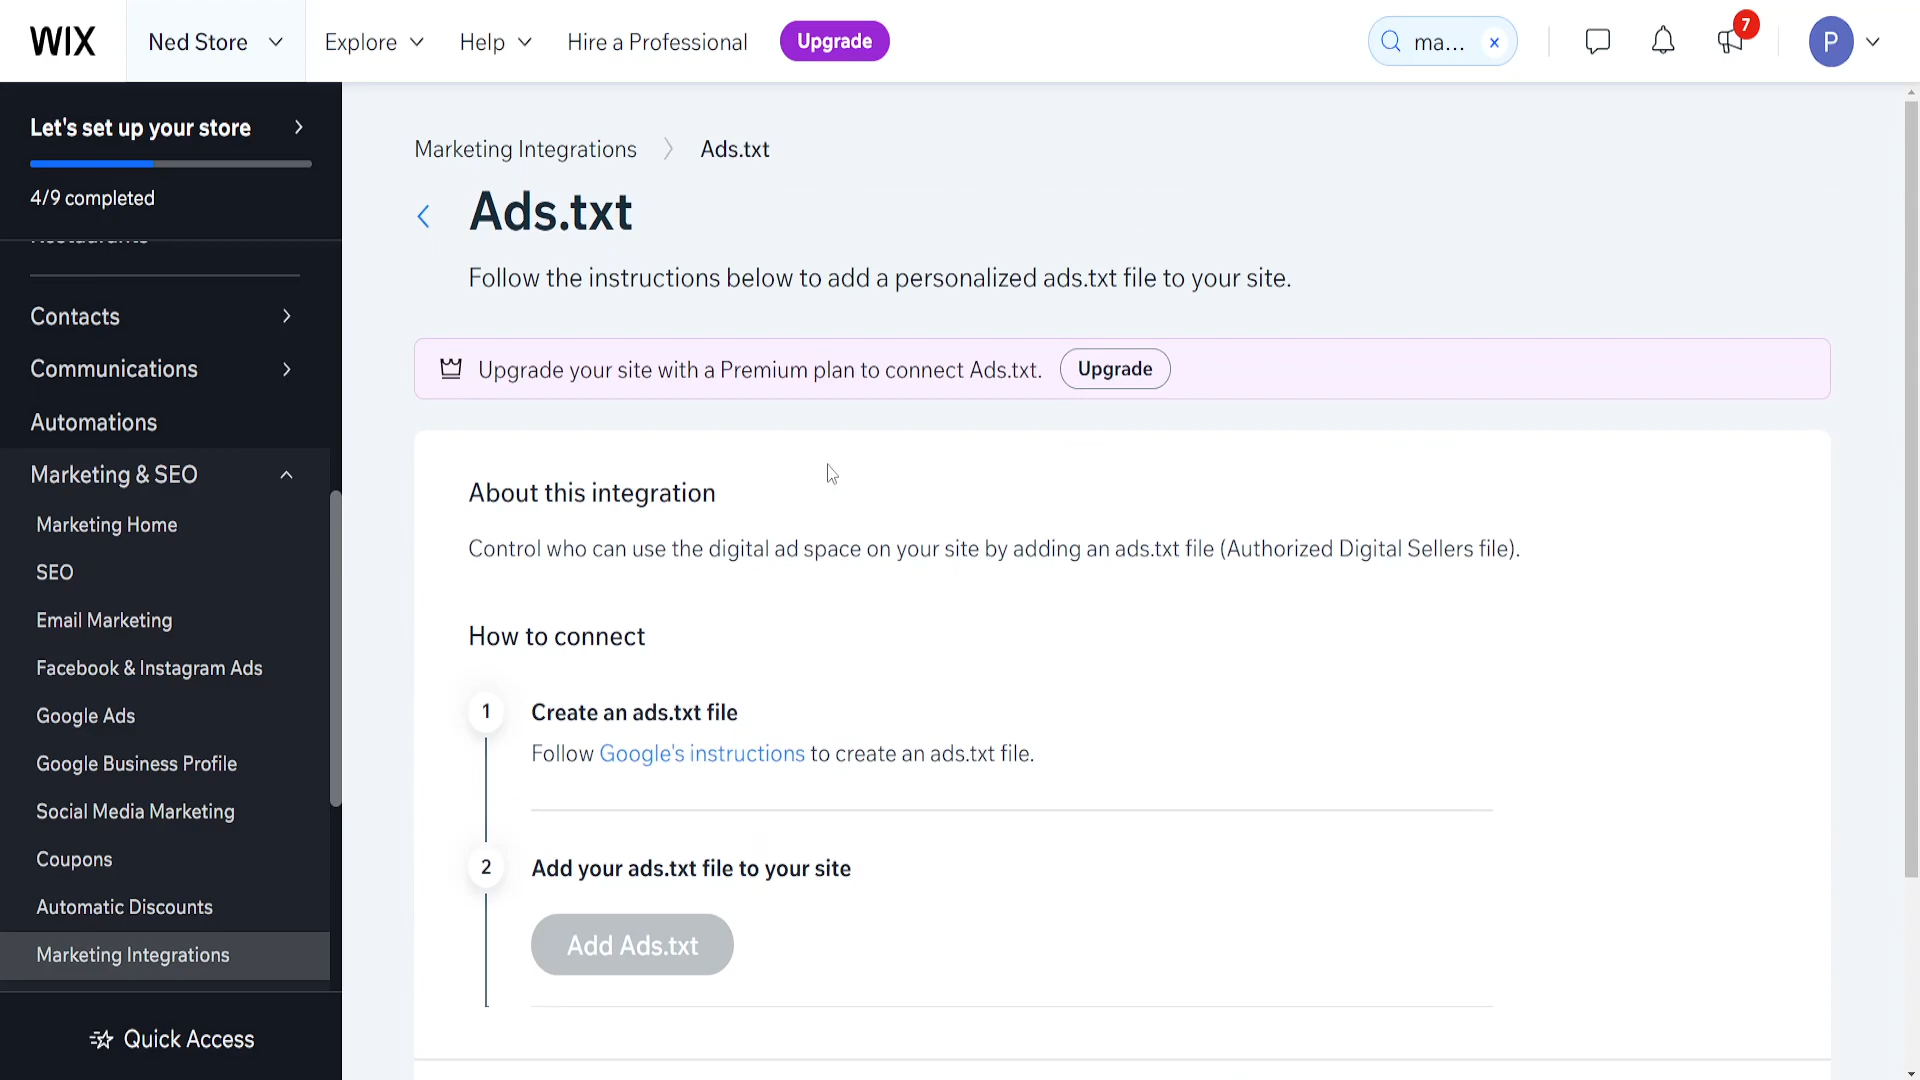 WIX
Ned Store
Explore
Help
Hire a Professional
Upgrade
ma...
7
P
Let's set up your store
4/9 completed
Contacts
Communications
Automations
Marketing & SEO
Marketing Home
SEO
Email Marketing
Facebook & Instagram Ads
Google Ads
Google Business Profile
Social Media Marketing
Coupons
Automatic Discounts
Marketing Integrations
Quick Access
Marketing Integrations
Ads.txt
Ads.txt
Follow the instructions below to add a personalized ads.txt file to your site.
Upgrade your site with a Premium plan to connect Ads.txt.
Upgrade
About this integration
Control who can use the digital ad space on your site by adding an ads.txt file (Authorized Digital Sellers file).
How to connect
1
Create an ads.txt file
Follow Google's instructions to create an ads.txt file.
2
Add your ads.txt file to your site
Add Ads.txt